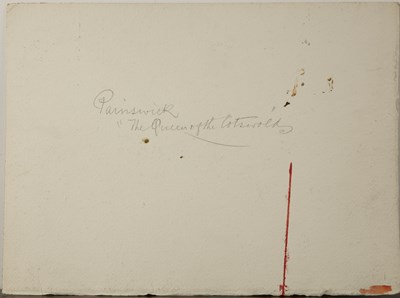 Painswick
"The Queen of the Cotswolds"